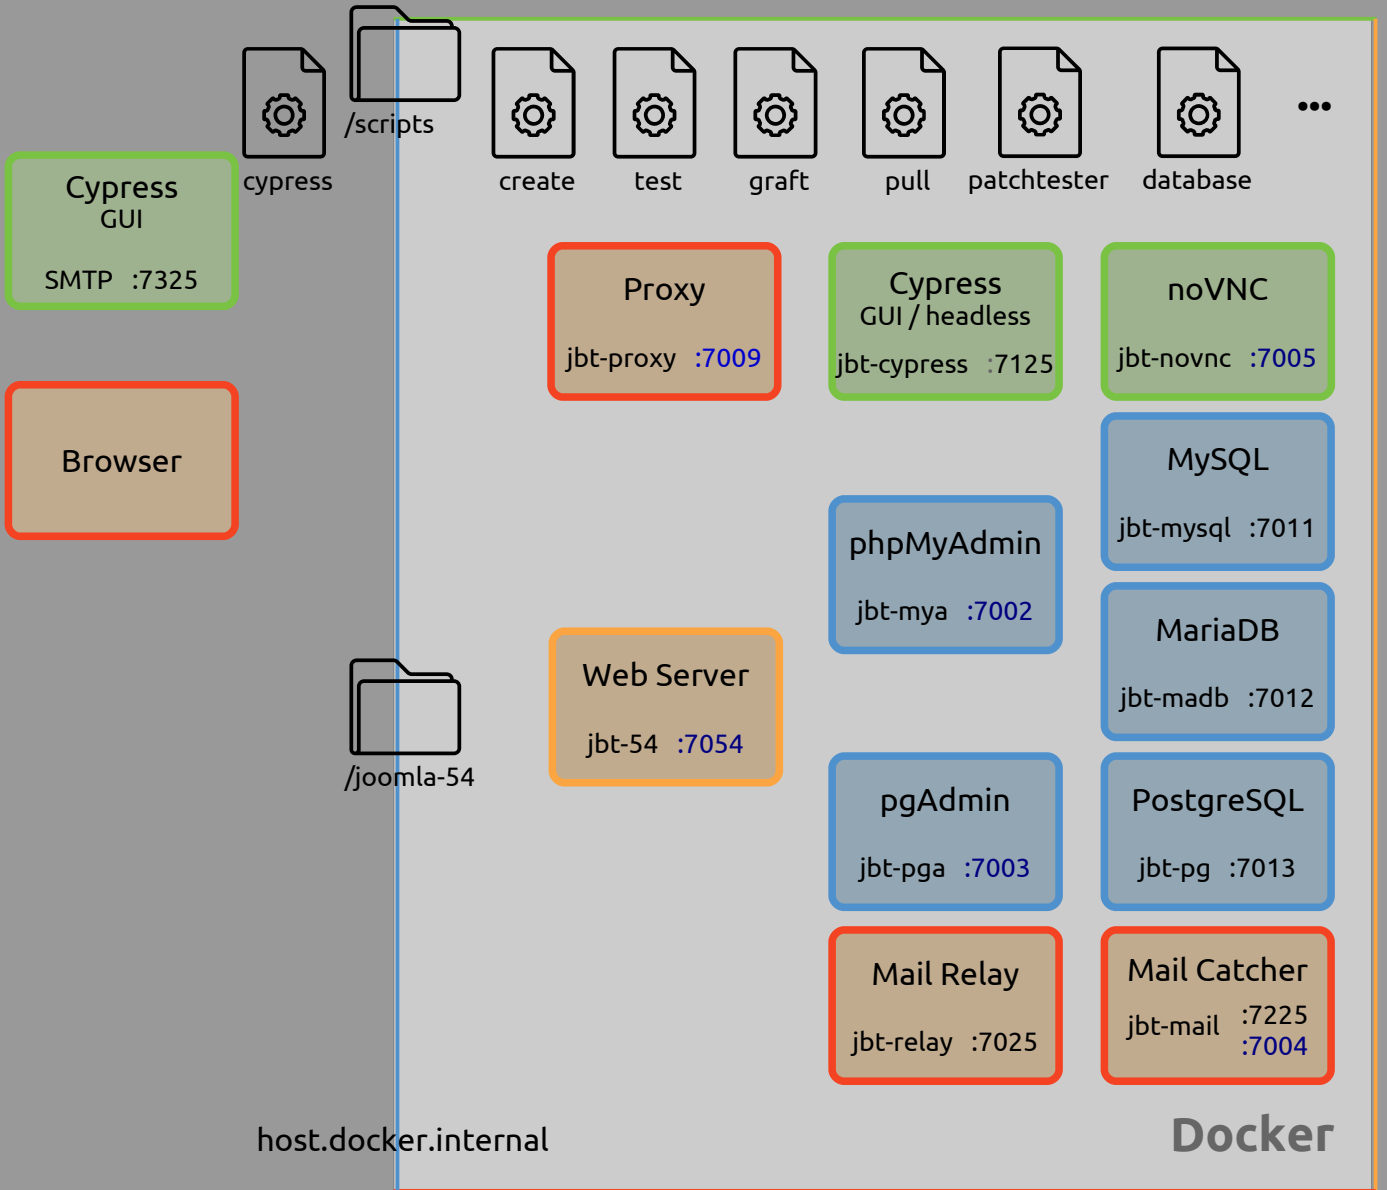 /scripts
cypress
create
test
graft
pull
patchtester
database
...
Cypress
GUI
SMTP :7325
Proxy
jbt-proxy :7009
Cypress
GUI / headless
jbt-cypress :7125
noVNC
jbt-novnc :7005
Browser
MySQL
jbt-mysql :7011
phpMyAdmin
jbt-mya :7002
MariaDB
jbt-madb :7012
Web Server
jbt-54 :7054
/joomla-54
pgAdmin
jbt-pga :7003
PostgreSQL
jbt-pg :7013
Mail Relay
jbt-relay :7025
Mail Catcher
jbt-mail :7225
:7004
host.docker.internal
Docker